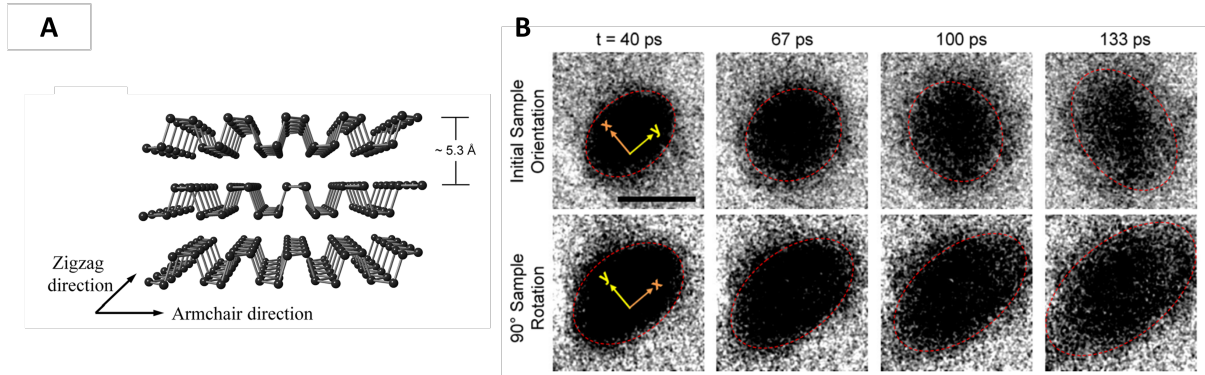 A
~ 5.3 Å
Zigzag
direction
Armchair direction
B
t = 40 ps
67 ps
100 ps
133 ps
Initial Sample
Orientation
x
y
90° Sample
Rotation
y
x